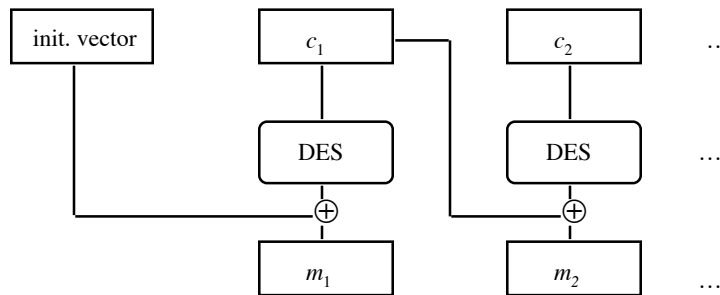 init. vector c₁ c₂ ..
DES DES ...
⊕ ⊕
m₁ m₂ ...